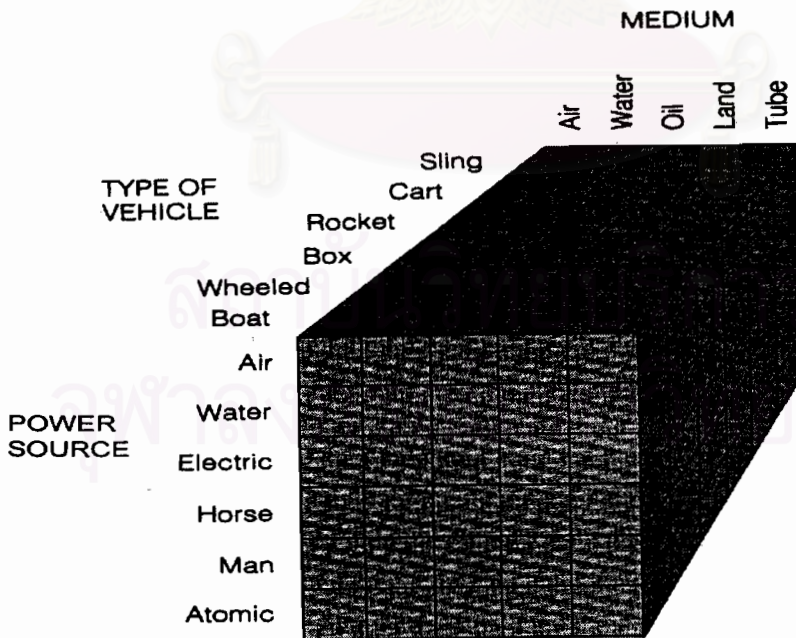 MEDIUM
Air
Water
Oil
Land
Tube
TYPE OF
VEHICLE
Sling
Cart
Rocket
Box
Wheeled
Boat
POWER
SOURCE
Air
Water
Electric
Horse
Man
Atomic